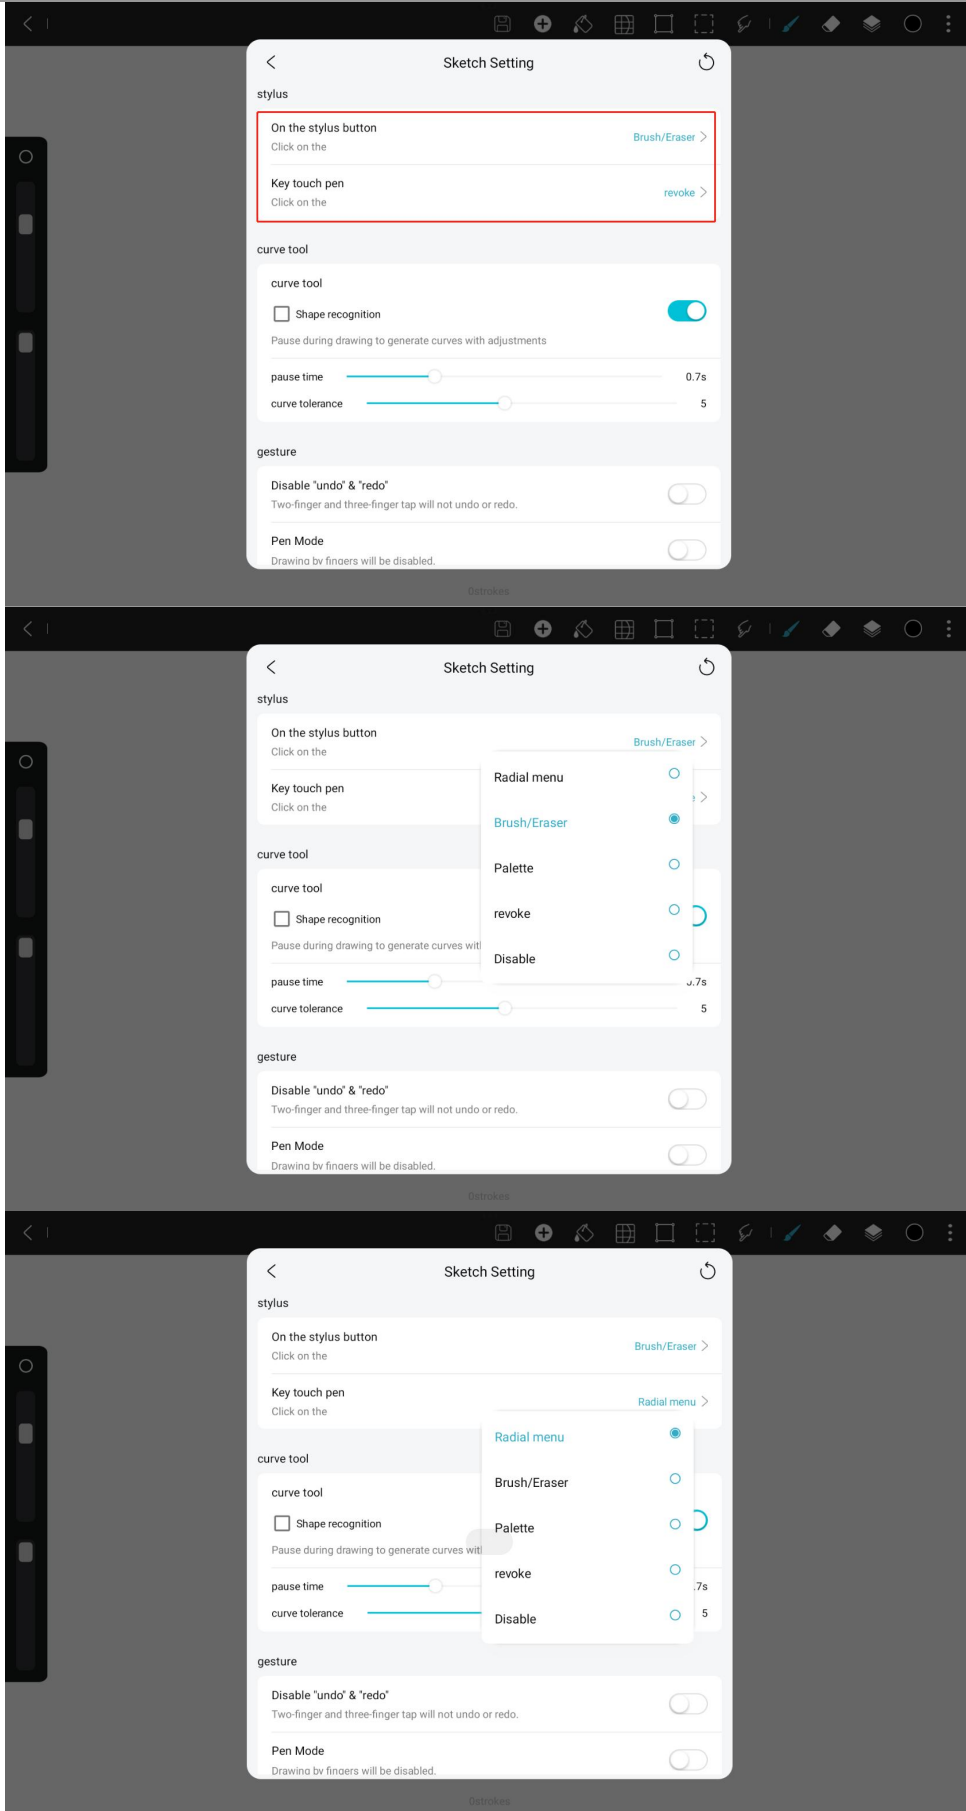 Sketch Setting
stylus
On the stylus button
Brush/Eraser
Click on the
Key touch pen
revoke
Click on the
curve tool
curve tool
Shape recognition
Pause during drawing to generate curves with adjustments
pause time 0.7s
curve tolerance 5
gesture
Disable "undo" & "redo"
Two-finger and three-finger tap will not undo or redo.
Pen Mode
Drawing by fingers will be disabled.
0strokes
Sketch Setting
stylus
On the stylus button
Brush/Eraser
Click on the
Radial menu
Key touch pen
Click on the
Brush/Eraser
curve tool
Palette
curve tool
revoke
Shape recognition
Pause during drawing to generate curves wit
Disable
pause time 0.7s
curve tolerance 5
gesture
Disable "undo" & "redo"
Two-finger and three-finger tap will not undo or redo.
Pen Mode
Drawing by fingers will be disabled.
0strokes
Sketch Setting
stylus
On the stylus button
Brush/Eraser
Click on the
Key touch pen
Radial menu
Click on the
Radial menu
curve tool
Brush/Eraser
curve tool
Shape recognition
Palette
Pause during drawing to generate curves wit
revoke
pause time .7s
curve tolerance 5
Disable
gesture
Disable "undo" & "redo"
Two-finger and three-finger tap will not undo or redo.
Pen Mode
Drawing by fingers will be disabled.
0strokes